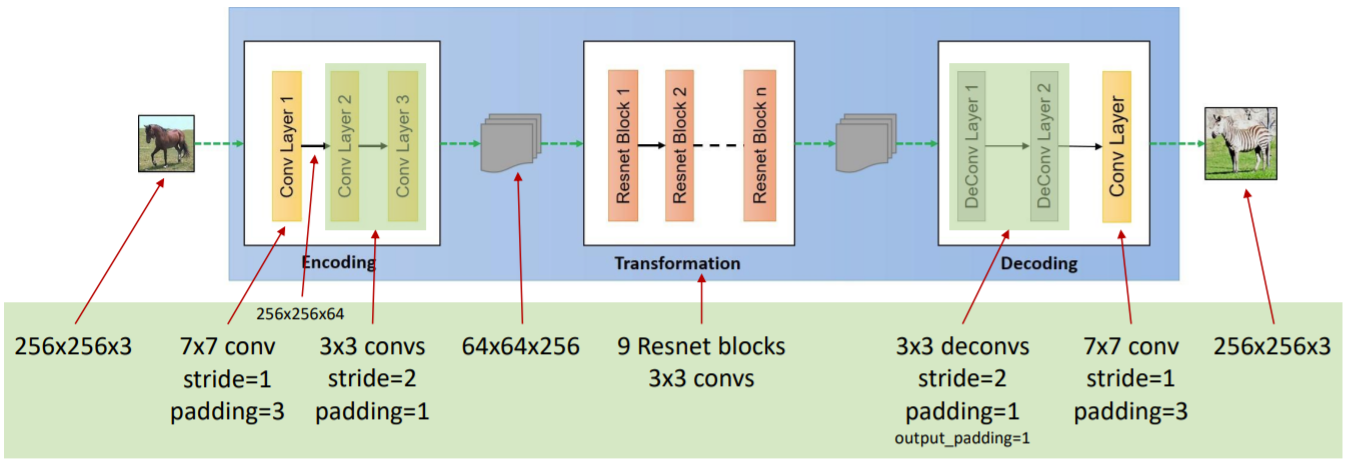 Conv Layer 1
Conv Layer 2
Conv Layer 3
Resnet Block 1
Resnet Block 2
Resnet Block n
DeConv Layer 1
DeConv Layer 2
Conv Layer
Encoding
Transformation
Decoding
256x256x64
256x256x3
7x7 conv
stride=1
padding=3
3x3 convs
stride=2
padding=1
64x64x256
9 Resnet blocks
3x3 convs
3x3 deconvs
stride=2
padding=1
output_padding=1
7x7 conv
stride=1
padding=3
256x256x3